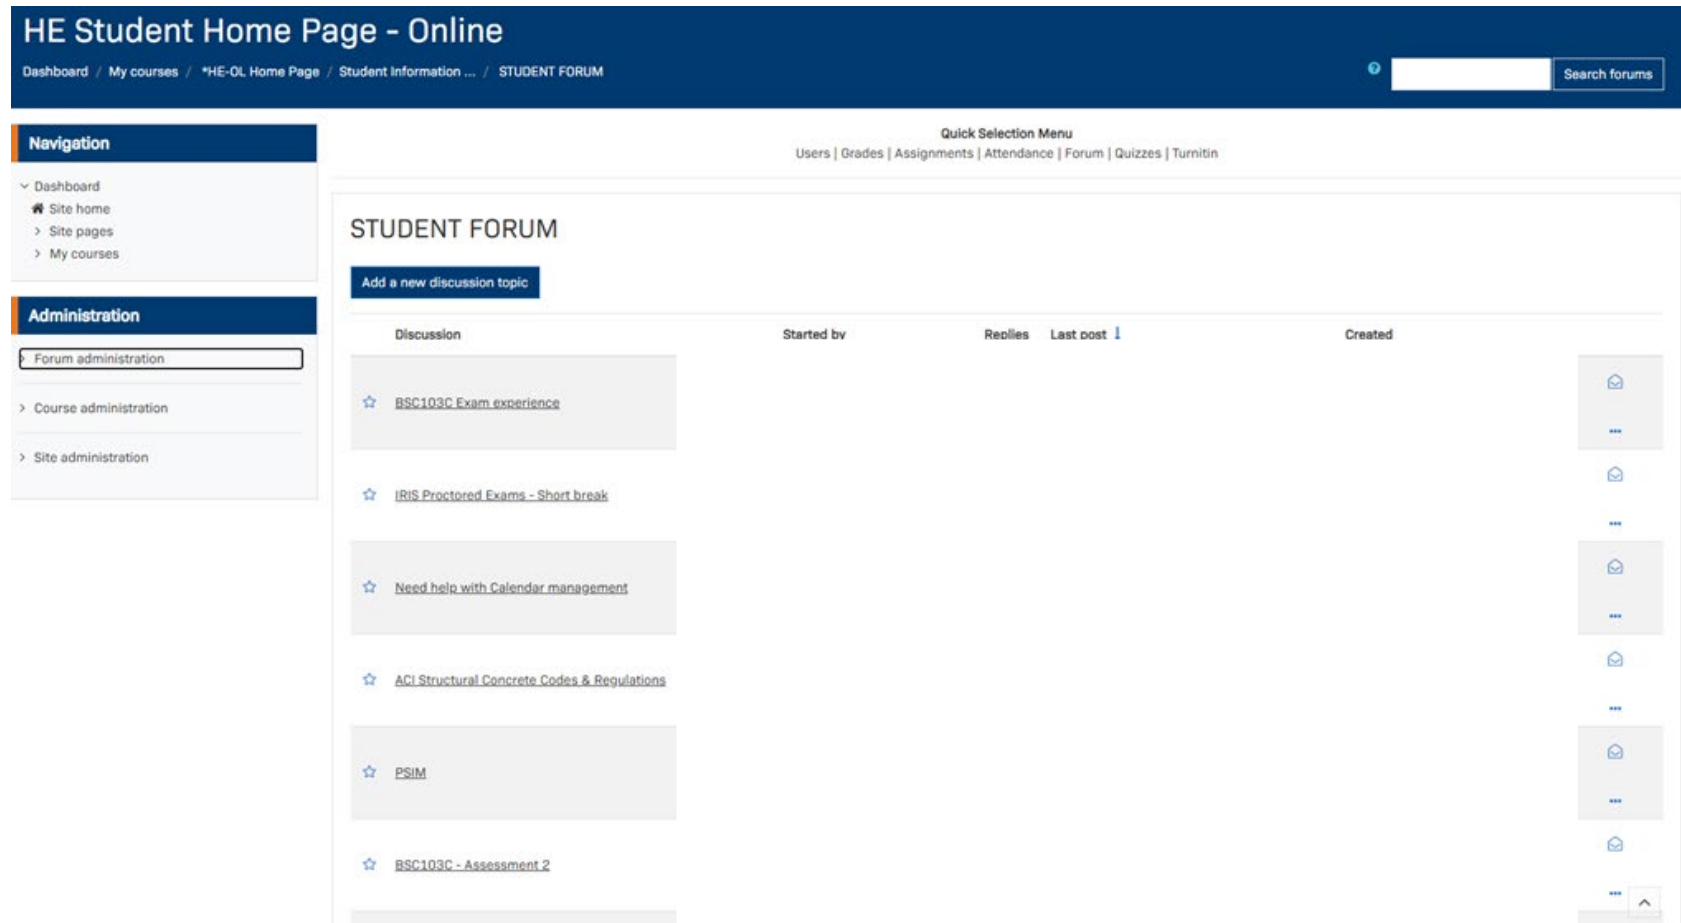 HE Student Home Page - Online
Dashboard / My courses / *HE-OL Home Page / Student Information ... / STUDENT FORUM
Search forums
Navigation
Dashboard
Site home
Site pages
My courses
Administration
Forum administration
Course administration
Site administration
Quick Selection Menu
Users | Grades | Assignments | Attendance | Forum | Quizzes | Turnitin
STUDENT FORUM
Add a new discussion topic
Discussion Started by Replies Last post ↓ Created
BSC103C Exam experience
IRIS Proctored Exams - Short break
Need help with Calendar management
ACI Structural Concrete Codes & Regulations
PSIM
BSC103C - Assessment 2